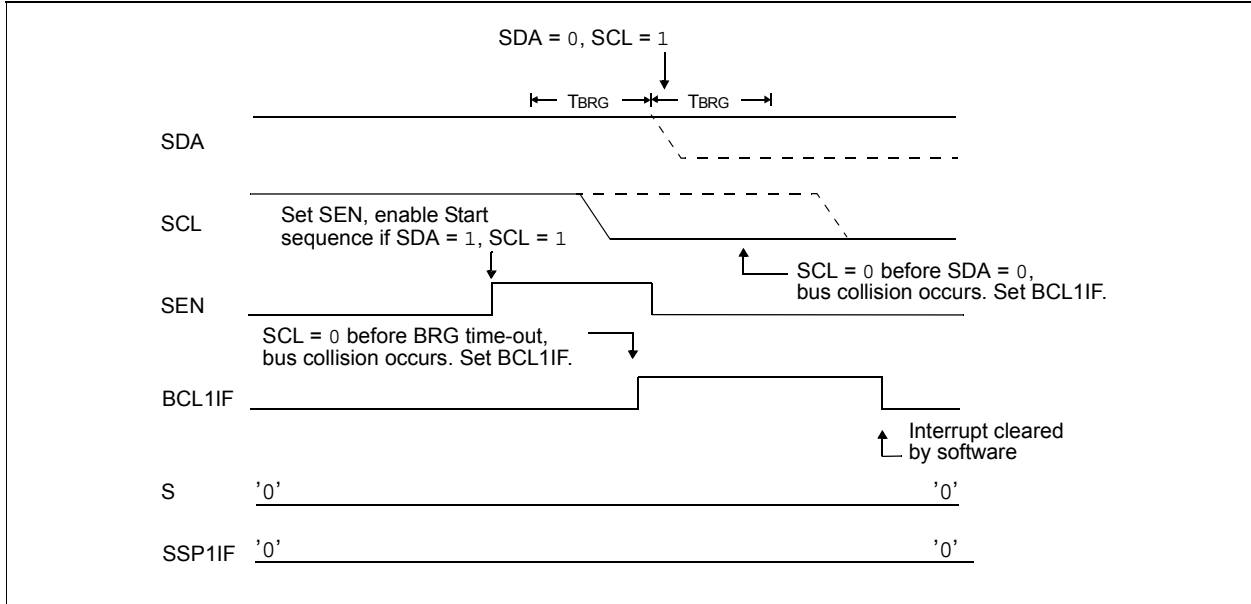 SDA = 0, SCL = 1
TBRG TBRG
SDA
SCL
Set SEN, enable Start
sequence if SDA = 1, SCL = 1
SCL = 0 before SDA = 0,
bus collision occurs. Set BCL1IF.
SEN
SCL = 0 before BRG time-out,
bus collision occurs. Set BCL1IF.
BCL1IF
Interrupt cleared
by software
S '0' '0'
SSP1IF '0' '0'